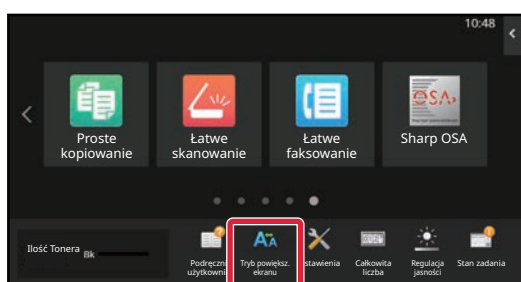 10:48
Proste
kopiowanie
Łatwe
skanowanie
Łatwe
faksowanie
Sharp OSA
OSA
Ilość Tonera
Bk
Podręczni
użytkowni
Tryb powiększ.
ekranu
stawienia
Całkowita
liczba
Regulacja
jasności
Stan zadania